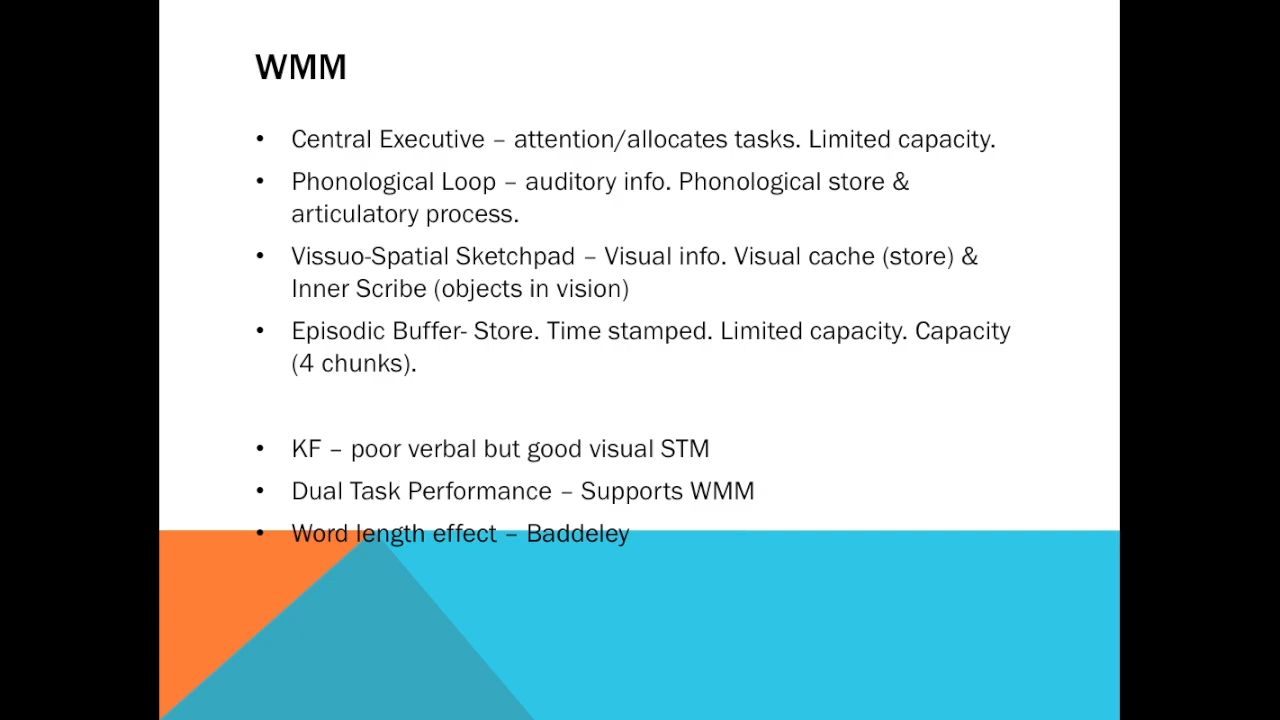 WMM
• Central Executive – attention/allocates tasks. Limited capacity.
• Phonological Loop – auditory info. Phonological store &
articulatory process.
• Vissuo-Spatial Sketchpad – Visual info. Visual cache (store) &
Inner Scribe (objects in vision)
• Episodic Buffer- Store. Time stamped. Limited capacity. Capacity
(4 chunks).
• KF – poor verbal but good visual STM
• Dual Task Performance – Supports WMM
• Word length effect – Baddeley